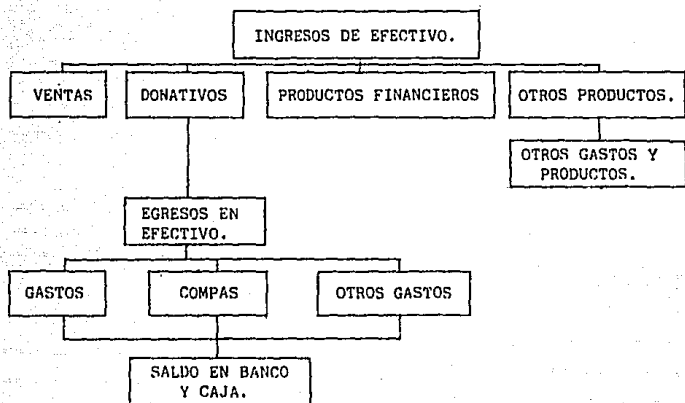 INGRESOS DE EFECTIVO.
VENTAS
DONATIVOS
PRODUCTOS FINANCIEROS
OTROS PRODUCTOS.
OTROS GASTOS Y
PRODUCTOS.
EGRESOS EN
EFECTIVO.
GASTOS
COMPAS
OTROS GASTOS
SALDO EN BANCO
Y CAJA.